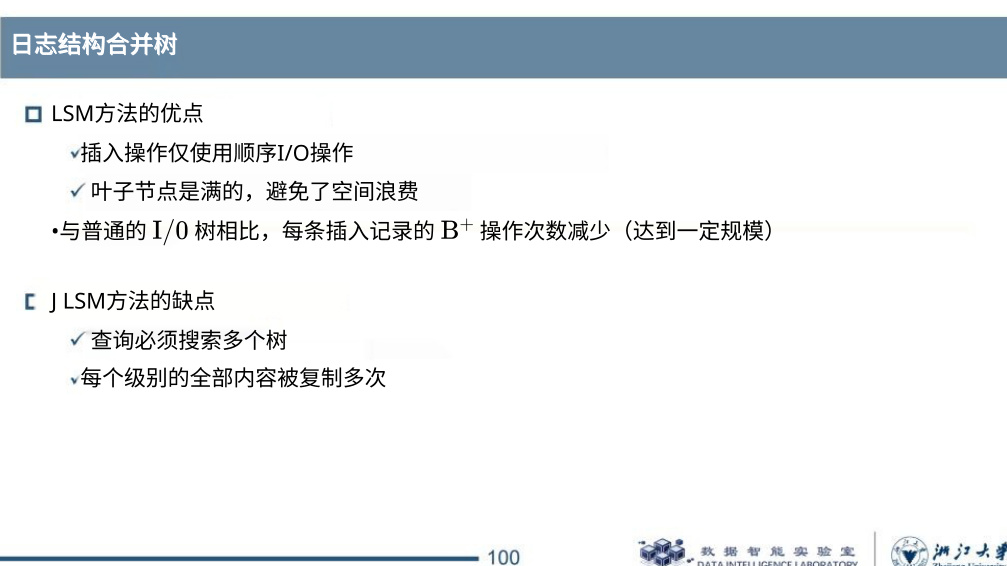 日志结构合并树
LSM方法的优点
插入操作仅使用顺序I/O操作
叶子节点是满的，避免了空间浪费
•与普通的 I/0 树相比，每条插入记录的 B⁺ 操作次数减少（达到一定规模）
J LSM方法的缺点
查询必须搜索多个树
每个级别的全部内容被复制多次
100
数据智能实验室
DATA INTELLIGENCE LABORATORY
浙江大学
Zhejiang University